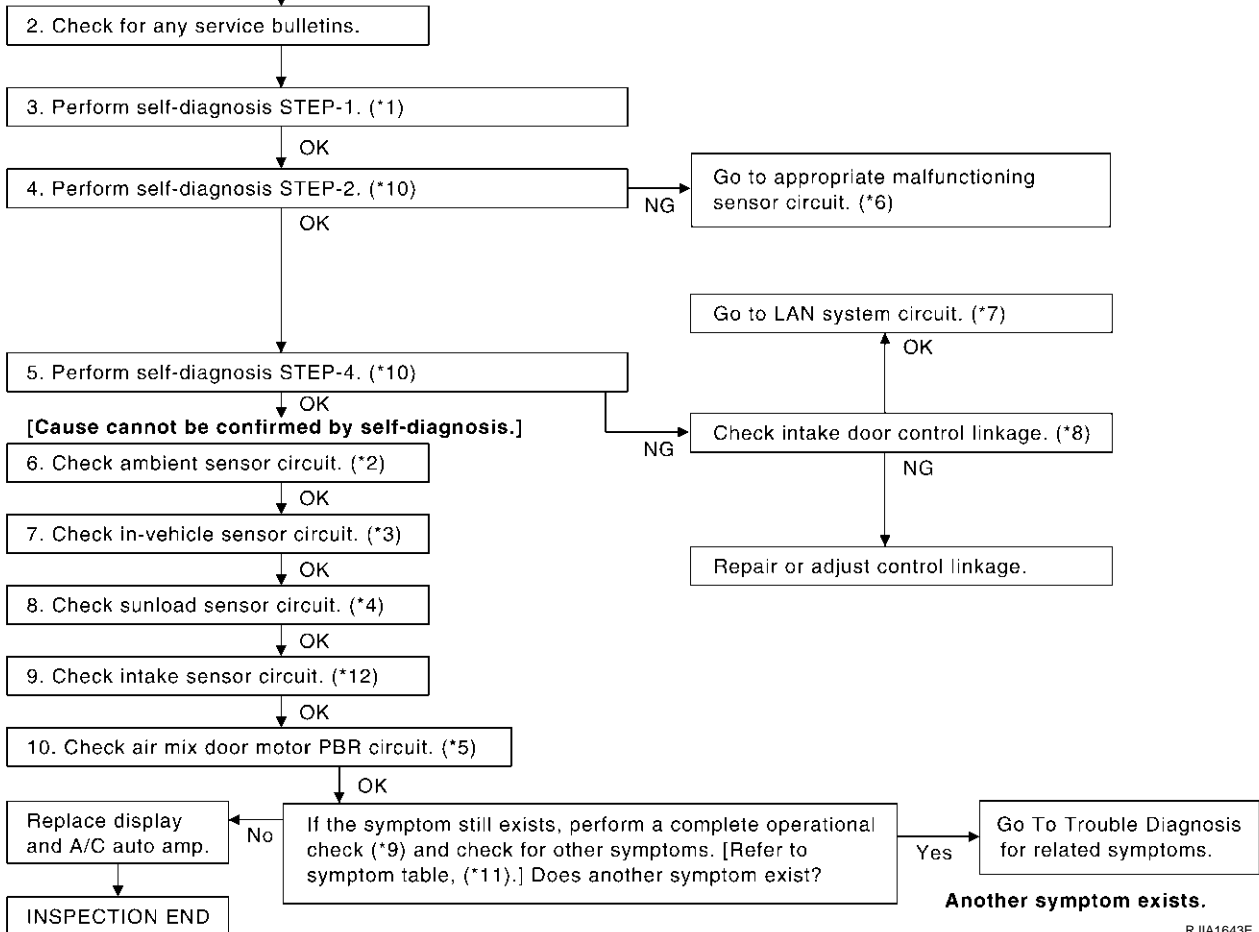 2. Check for any service bulletins.
3. Perform self-diagnosis STEP-1. (*1)
OK
4. Perform self-diagnosis STEP-2. (*10)
NG
Go to appropriate malfunctioning
sensor circuit. (*6)
OK
Go to LAN system circuit. (*7)
OK
5. Perform self-diagnosis STEP-4. (*10)
OK
[Cause cannot be confirmed by self-diagnosis.]
NG
Check intake door control linkage. (*8)
NG
Repair or adjust control linkage.
6. Check ambient sensor circuit. (*2)
OK
7. Check in-vehicle sensor circuit. (*3)
OK
8. Check sunload sensor circuit. (*4)
OK
9. Check intake sensor circuit. (*12)
OK
10. Check air mix door motor PBR circuit. (*5)
OK
If the symptom still exists, perform a complete operational
check (*9) and check for other symptoms. [Refer to
symptom table, (*11).] Does another symptom exist?
No
Replace display
and A/C auto amp.
INSPECTION END
Yes
Go To Trouble Diagnosis
for related symptoms.
Another symptom exists.
RJIA1643E